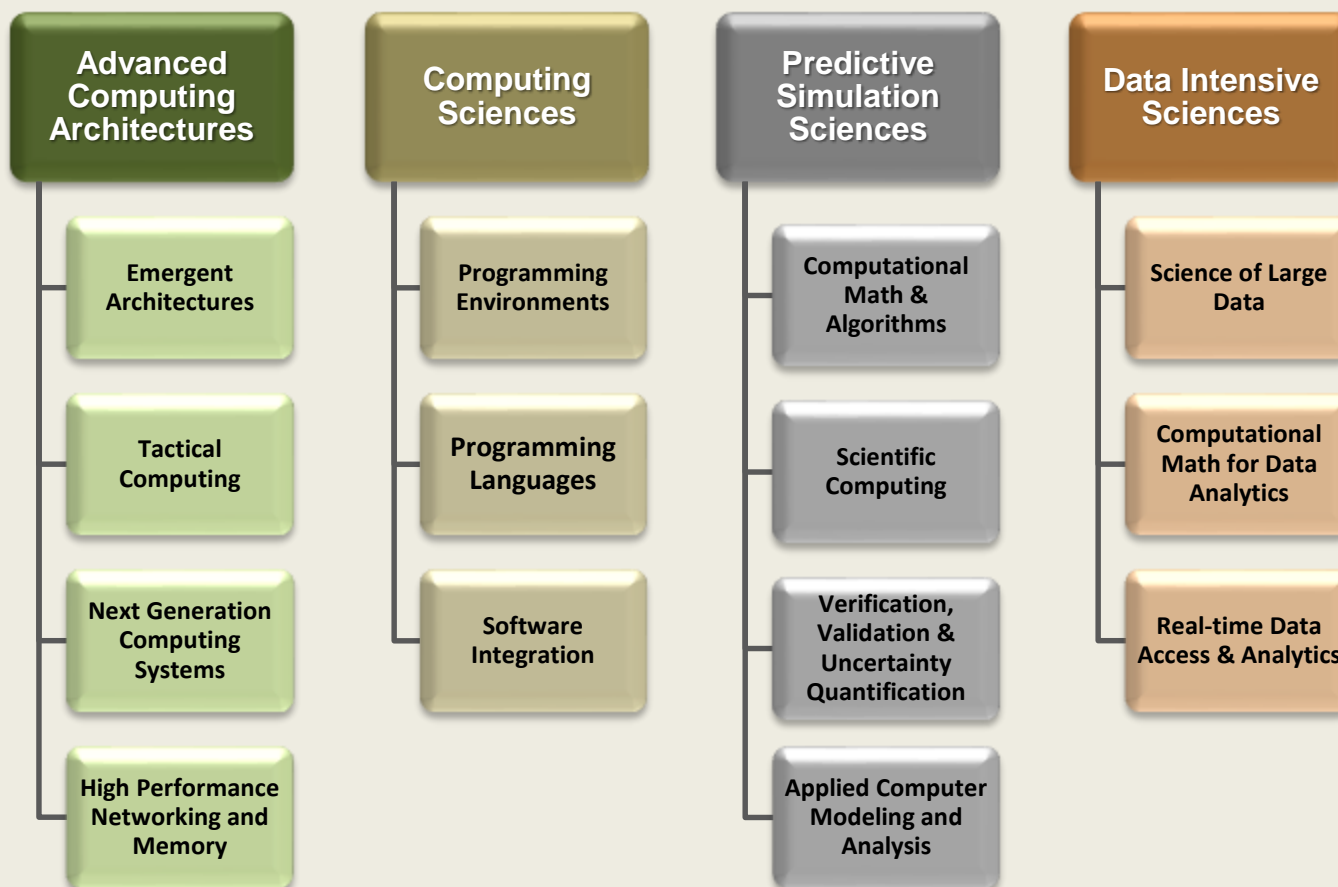 Advanced
Computing
Architectures
Emergent
Architectures
Tactical
Computing
Next Generation
Computing
Systems
High Performance
Networking and
Memory
Computing
Sciences
Programming
Environments
Programming
Languages
Software
Integration
Predictive
Simulation
Sciences
Computational
Math &
Algorithms
Scientific
Computing
Verification,
Validation &
Uncertainty
Quantification
Applied Computer
Modeling and
Analysis
Data Intensive
Sciences
Science of Large
Data
Computational
Math for Data
Analytics
Real-time Data
Access & Analytics